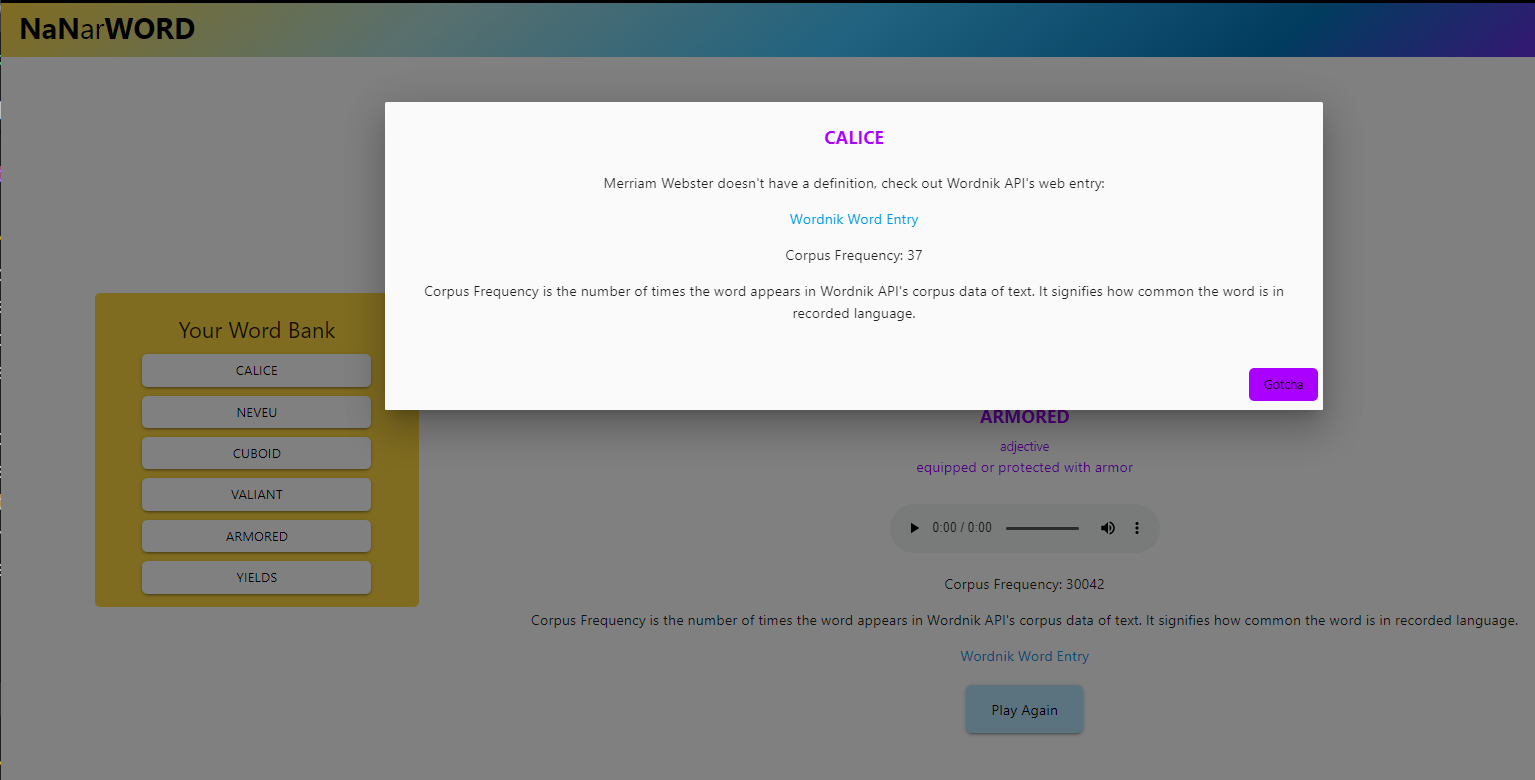 NaNarWORD
CALICE
Merriam Webster doesn't have a definition, check out Wordnik API's web entry:
Wordnik Word Entry
Corpus Frequency: 37
Corpus Frequency is the number of times the word appears in Wordnik API's corpus data of text. It signifies how common the word is in
recorded language.
Gotcha
Your Word Bank
CALICE
NEVEU
CUBOID
VALIANT
ARMORED
YIELDS
ARMORED
adjective
equipped or protected with armor
0:00 / 0:00
Corpus Frequency: 30042
Corpus Frequency is the number of times the word appears in Wordnik API's corpus data of text. It signifies how common the word is in recorded language.
Wordnik Word Entry
Play Again